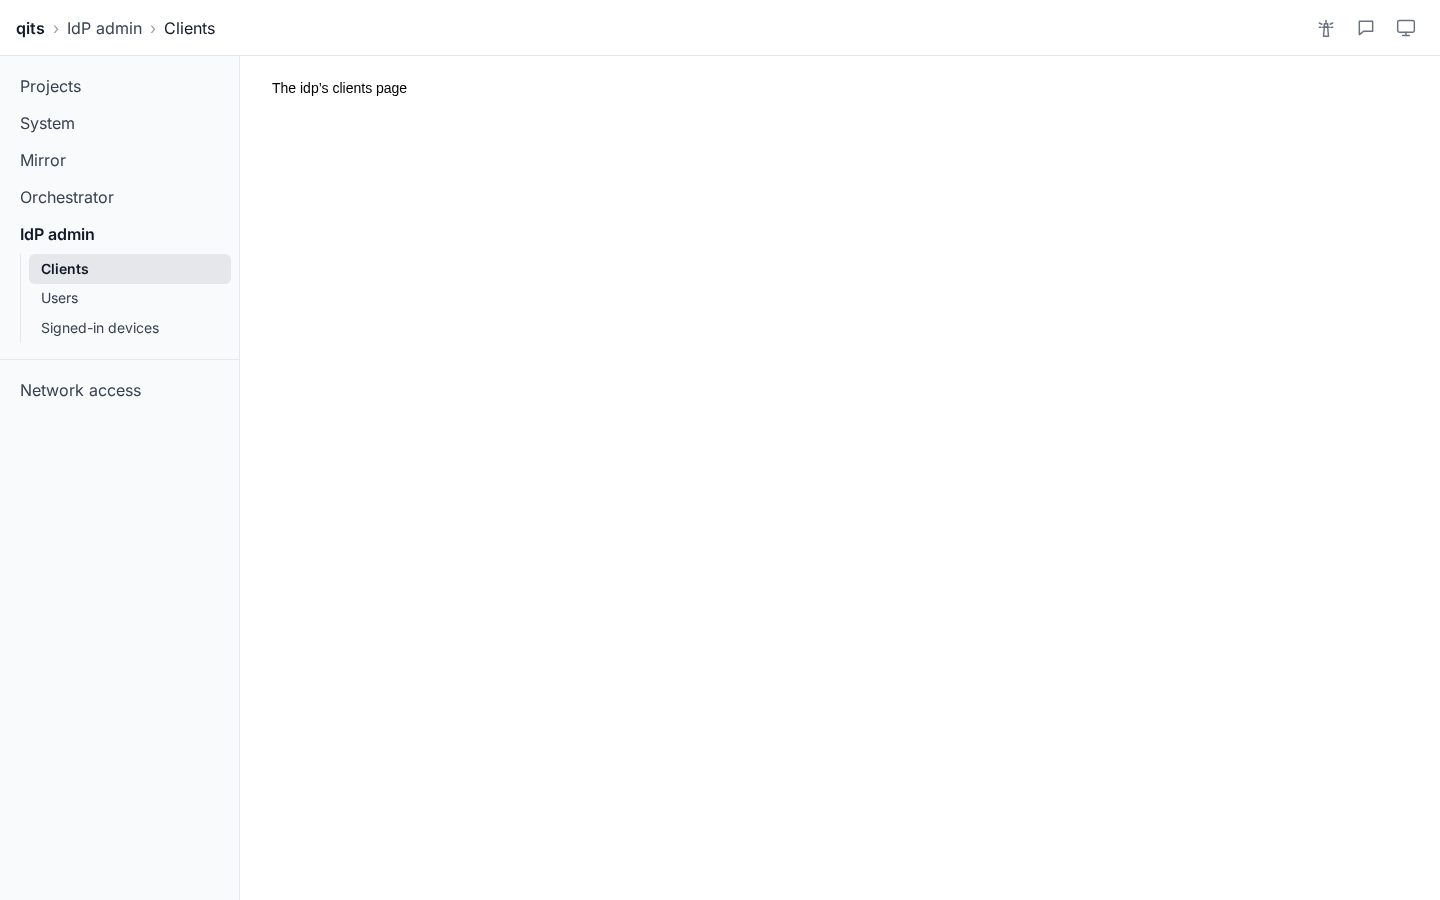 qits › IdP admin › Clients
Projects
System
Mirror
Orchestrator
IdP admin
Clients
Users
Signed-in devices
Network access
The idp’s clients page